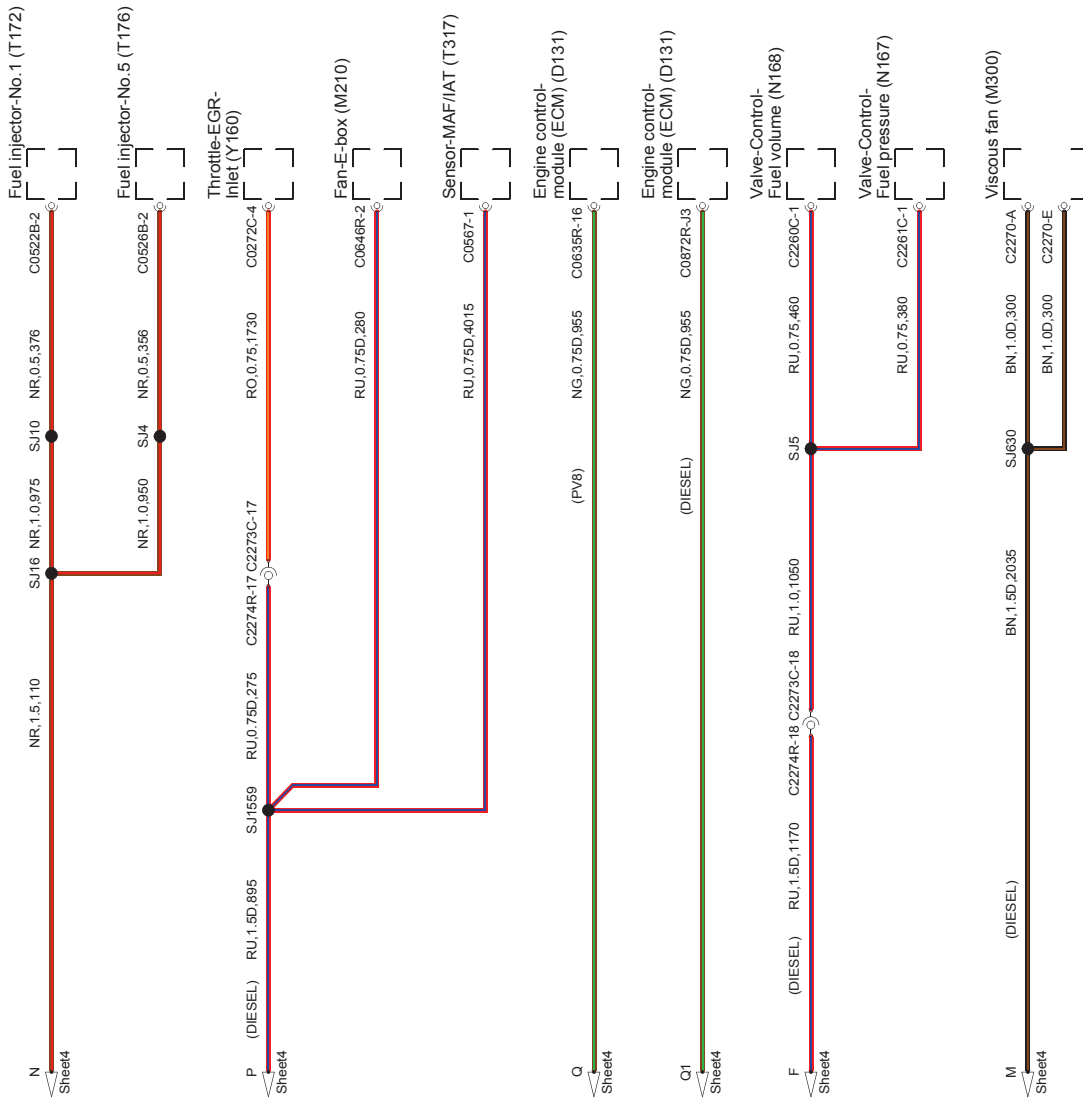 Fuel injector-No.1 (T172)
C0522B-2
NR,0.5,376
SJ10
NR,1.0,975
SJ16
NR,1.5,110
N
Sheet4
Fuel injector-No.5 (T176)
C0526B-2
NR,0.5,356
SJ4
NR,1.0,950
Throttle-EGR-
Inlet (Y160)
C0272C-4
RO,0.75,1730
C2273C-17
C2274R-17
RU,0.75D,275
SJ1559
RU,1.5D,895
(DIESEL)
P
Sheet4
Fan-E-box (M210)
C0646R-2
RU,0.75D,280
Sensor-MAF/IAT (T317)
C0567-1
RU,0.75D,4015
Engine control-
module (ECM) (D131)
C0635R-16
NG,0.75D,955
(PV8)
Q
Sheet4
Engine control-
module (ECM) (D131)
C0872R-J3
NG,0.75D,955
(DIESEL)
Q1
Sheet4
Valve-Control-
Fuel volume (N168)
C2260C-1
RU,0.75,460
SJ5
RU,1.0,1050
C2273C-18
C2274R-18
RU,1.5D,1170
(DIESEL)
F
Sheet4
Valve-Control-
Fuel pressure (N167)
C2261C-1
RU,0.75,380
Viscous fan (M300)
C2270-A
BN,1.0D,300
C2270-E
BN,1.0D,300
SJ630
BN,1.5D,2035
(DIESEL)
M
Sheet4